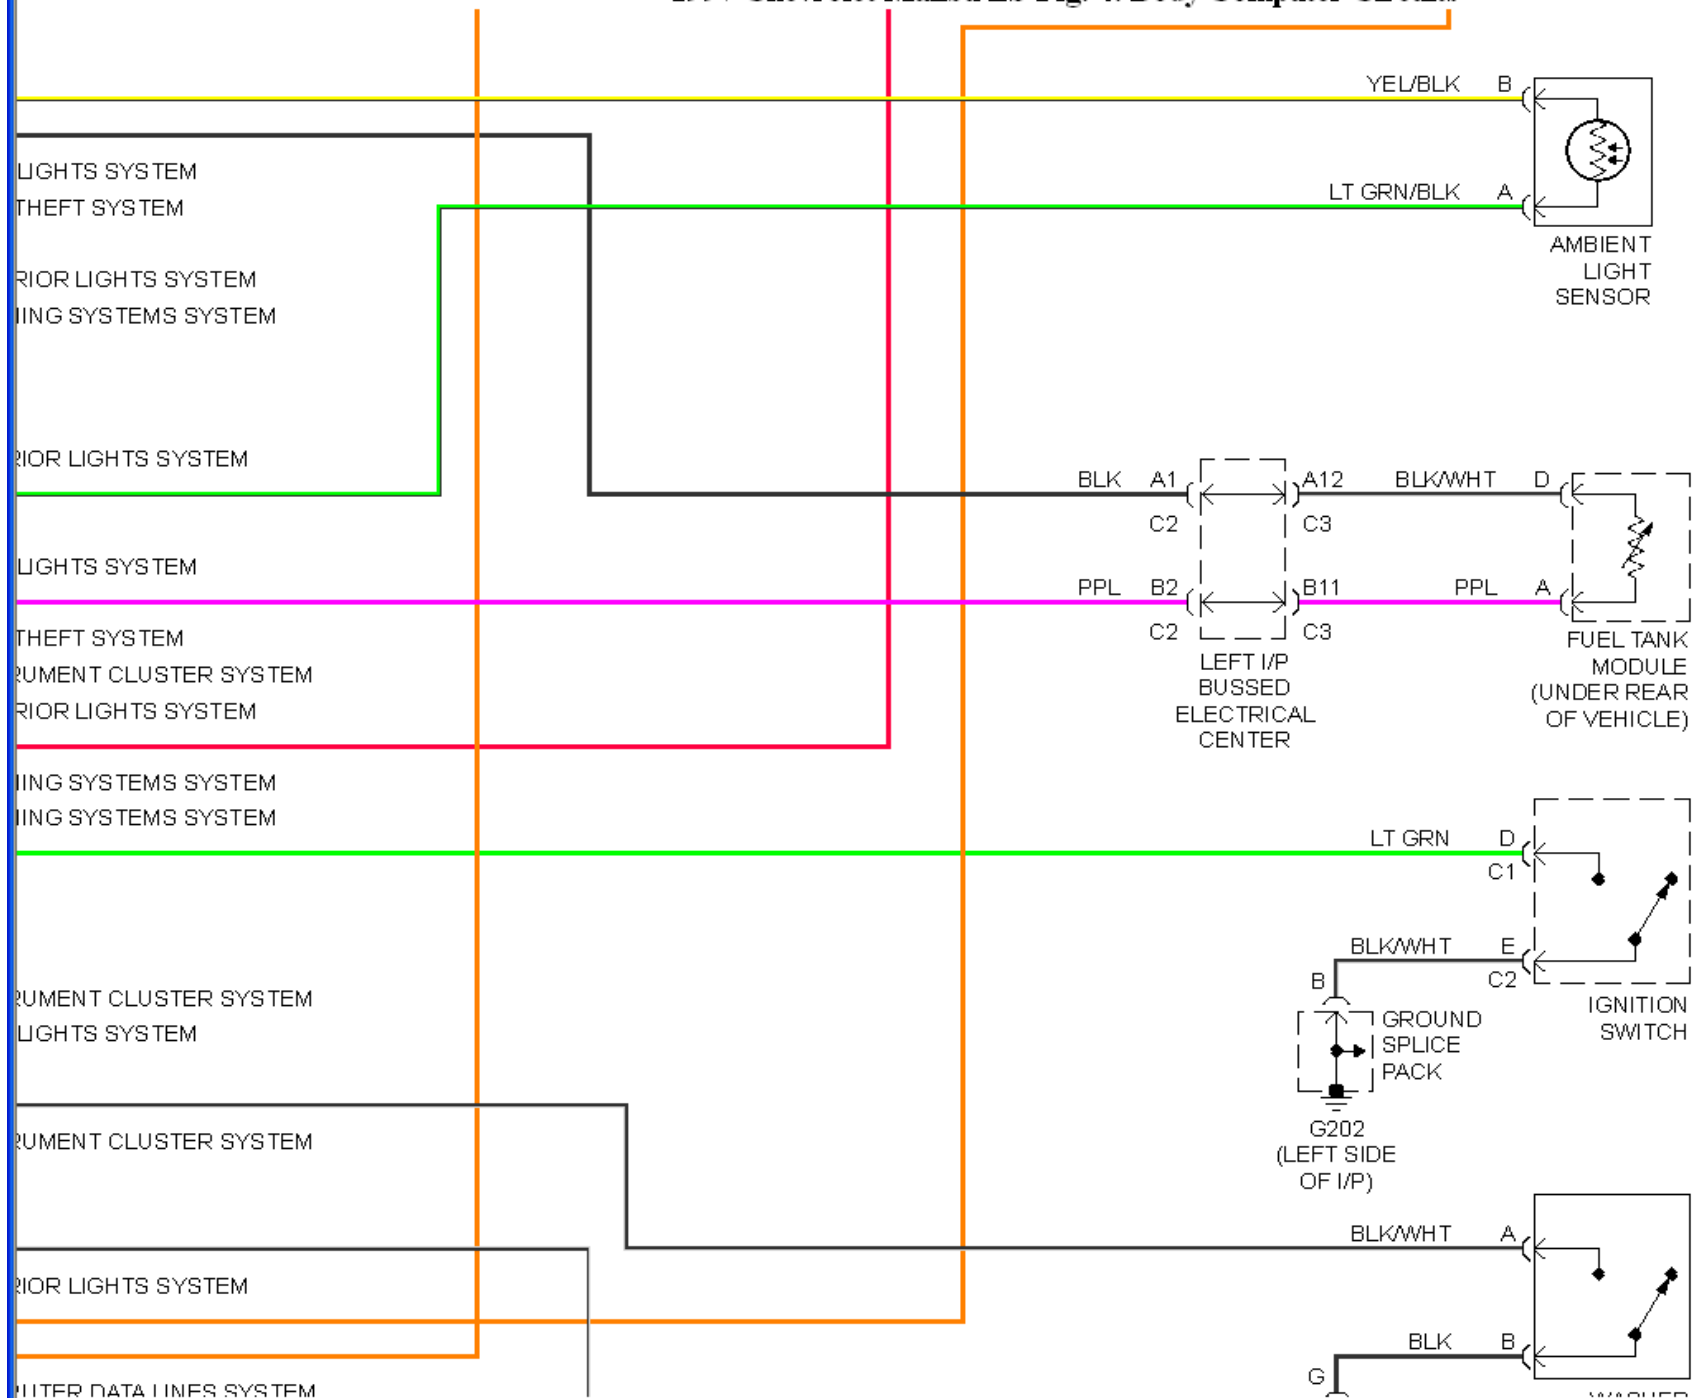 YEL/BLK B
LIGHTS SYSTEM
THEFT SYSTEM
LT GRN/BLK A
AMBIENT
LIGHT
SENSOR
RIOR LIGHTS SYSTEM
ING SYSTEMS SYSTEM
RIOR LIGHTS SYSTEM
BLK A1
C2
A12
C3
BLK/WHT D
LIGHTS SYSTEM
PPL B2
C2
B11
C3
PPL A
LEFT I/P
BUSSED
ELECTRICAL
CENTER
FUEL TANK
MODULE
(UNDER REAR
OF VEHICLE)
THEFT SYSTEM
RUMENT CLUSTER SYSTEM
RIOR LIGHTS SYSTEM
ING SYSTEMS SYSTEM
ING SYSTEMS SYSTEM
LT GRN D
C1
BLK/WHT E
C2
IGNITION
SWITCH
B
GROUND
SPLICE
PACK
G202
(LEFT SIDE
OF I/P)
RUMENT CLUSTER SYSTEM
LIGHTS SYSTEM
RUMENT CLUSTER SYSTEM
BLK/WHT A
RIOR LIGHTS SYSTEM
BLK B
G
UTER DATA LINES SYSTEM